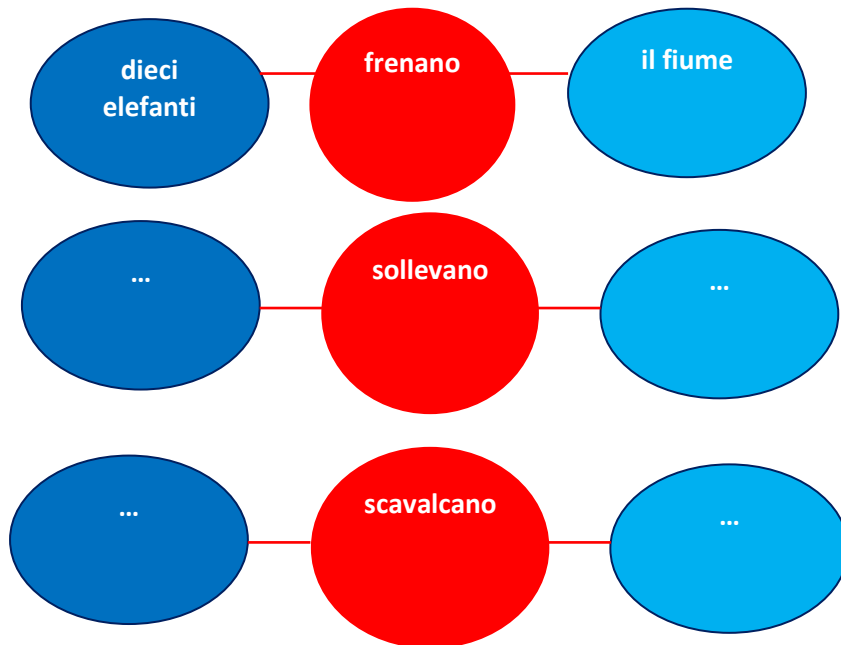 dieci
elefanti
frenano
il fiume
…
sollevano
…
…
scavalcano
…